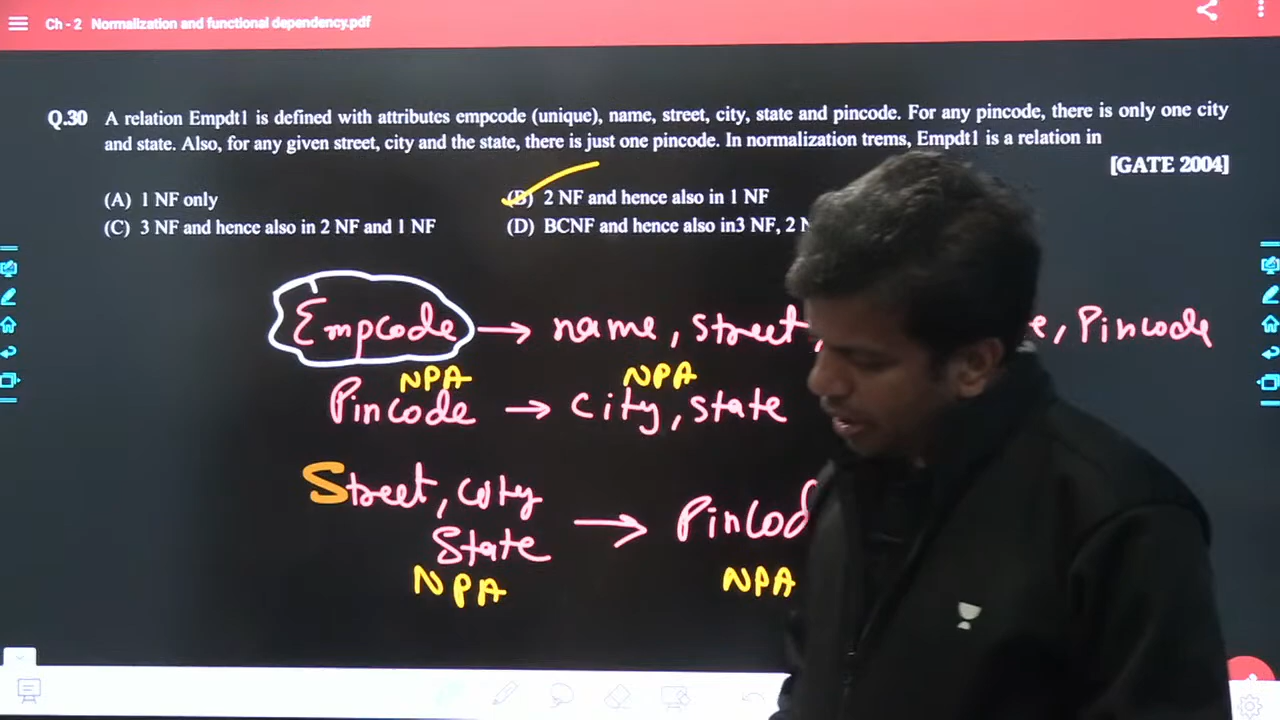 Ch - 2 Normalization and functional dependency.pdf
Q.30 A relation Empdt1 is defined with attributes empcode (unique), name, street, city, state and pincode. For any pincode, there is only one city
and state. Also, for any given street, city and the state, there is just one pincode. In normalization trems, Empdt1 is a relation in
[GATE 2004]
(A) 1 NF only
(B) 2 NF and hence also in 1 NF
(C) 3 NF and hence also in 2 NF and 1 NF
(D) BCNF and hence also in3 NF, 2 N
Empcode → name, street, Pincode
NPA NPA
Pincode → city, state
Street, city
State → Pincod
NPA NPA